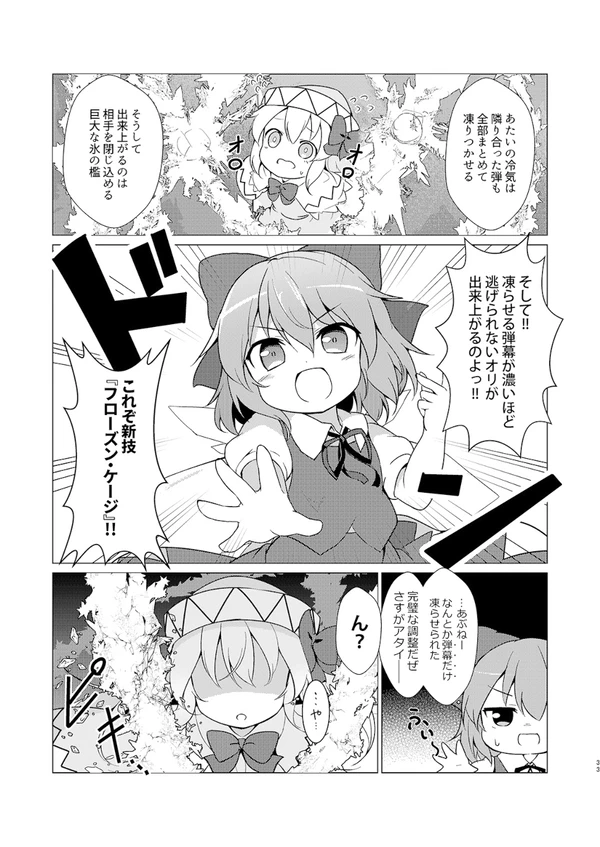 あたいの冷気は
隣り合った弾も
全部まとめて
凍りつかせる
オロ
オロ
そうして
出来上がるのは
相手を閉じ込める
巨大な氷の檻
そして!!
凍らせる弾幕が濃いほど
逃げられないオリが
出来上がるのよっ!!
ドーン
これぞ新技
『フローズン・ケージ』!!
…あぶねー
なんとか弾幕だけ
凍らせられた
完璧な調整だぜ
さすがアタイ――
ふぃ〜
ん?
…や…
ピシッ…
33